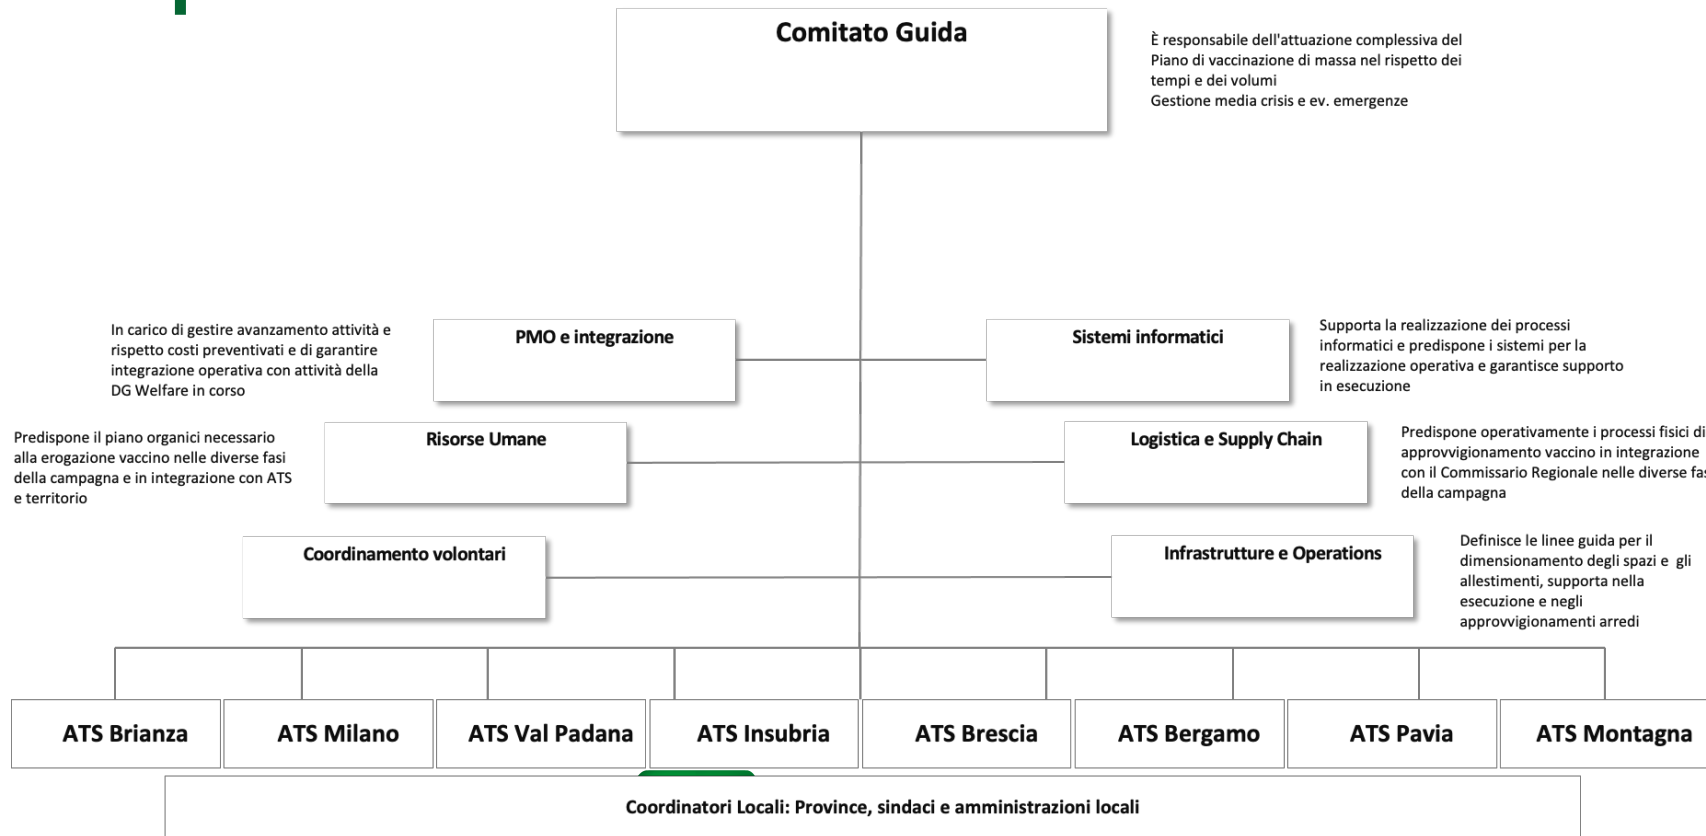 Comitato Guida
È responsabile dell'attuazione complessiva del
Piano di vaccinazione di massa nel rispetto dei
tempi e dei volumi
Gestione media crisis e ev. emergenze
In carico di gestire avanzamento attività e
rispetto costi preventivati e di garantire
integrazione operativa con attività della
DG Welfare in corso
PMO e integrazione
Sistemi informatici
Supporta la realizzazione dei processi
informatici e predispone i sistemi per la
realizzazione operativa e garantisce supporto
in esecuzione
Predispone il piano organici necessario
alla erogazione vaccino nelle diverse fasi
della campagna e in integrazione con ATS
e territorio
Risorse Umane
Logistica e Supply Chain
Predispone operativamente i processi fisici di
approvvigionamento vaccino in integrazione
con il Commissario Regionale nelle diverse fas
della campagna
Coordinamento volontari
Infrastrutture e Operations
Definisce le linee guida per il
dimensionamento degli spazi e gli
allestimenti, supporta nella
esecuzione e negli
approvvigionamenti arredi
ATS Brianza
ATS Milano
ATS Val Padana
ATS Insubria
ATS Brescia
ATS Bergamo
ATS Pavia
ATS Montagna
Coordinatori Locali: Province, sindaci e amministrazioni locali